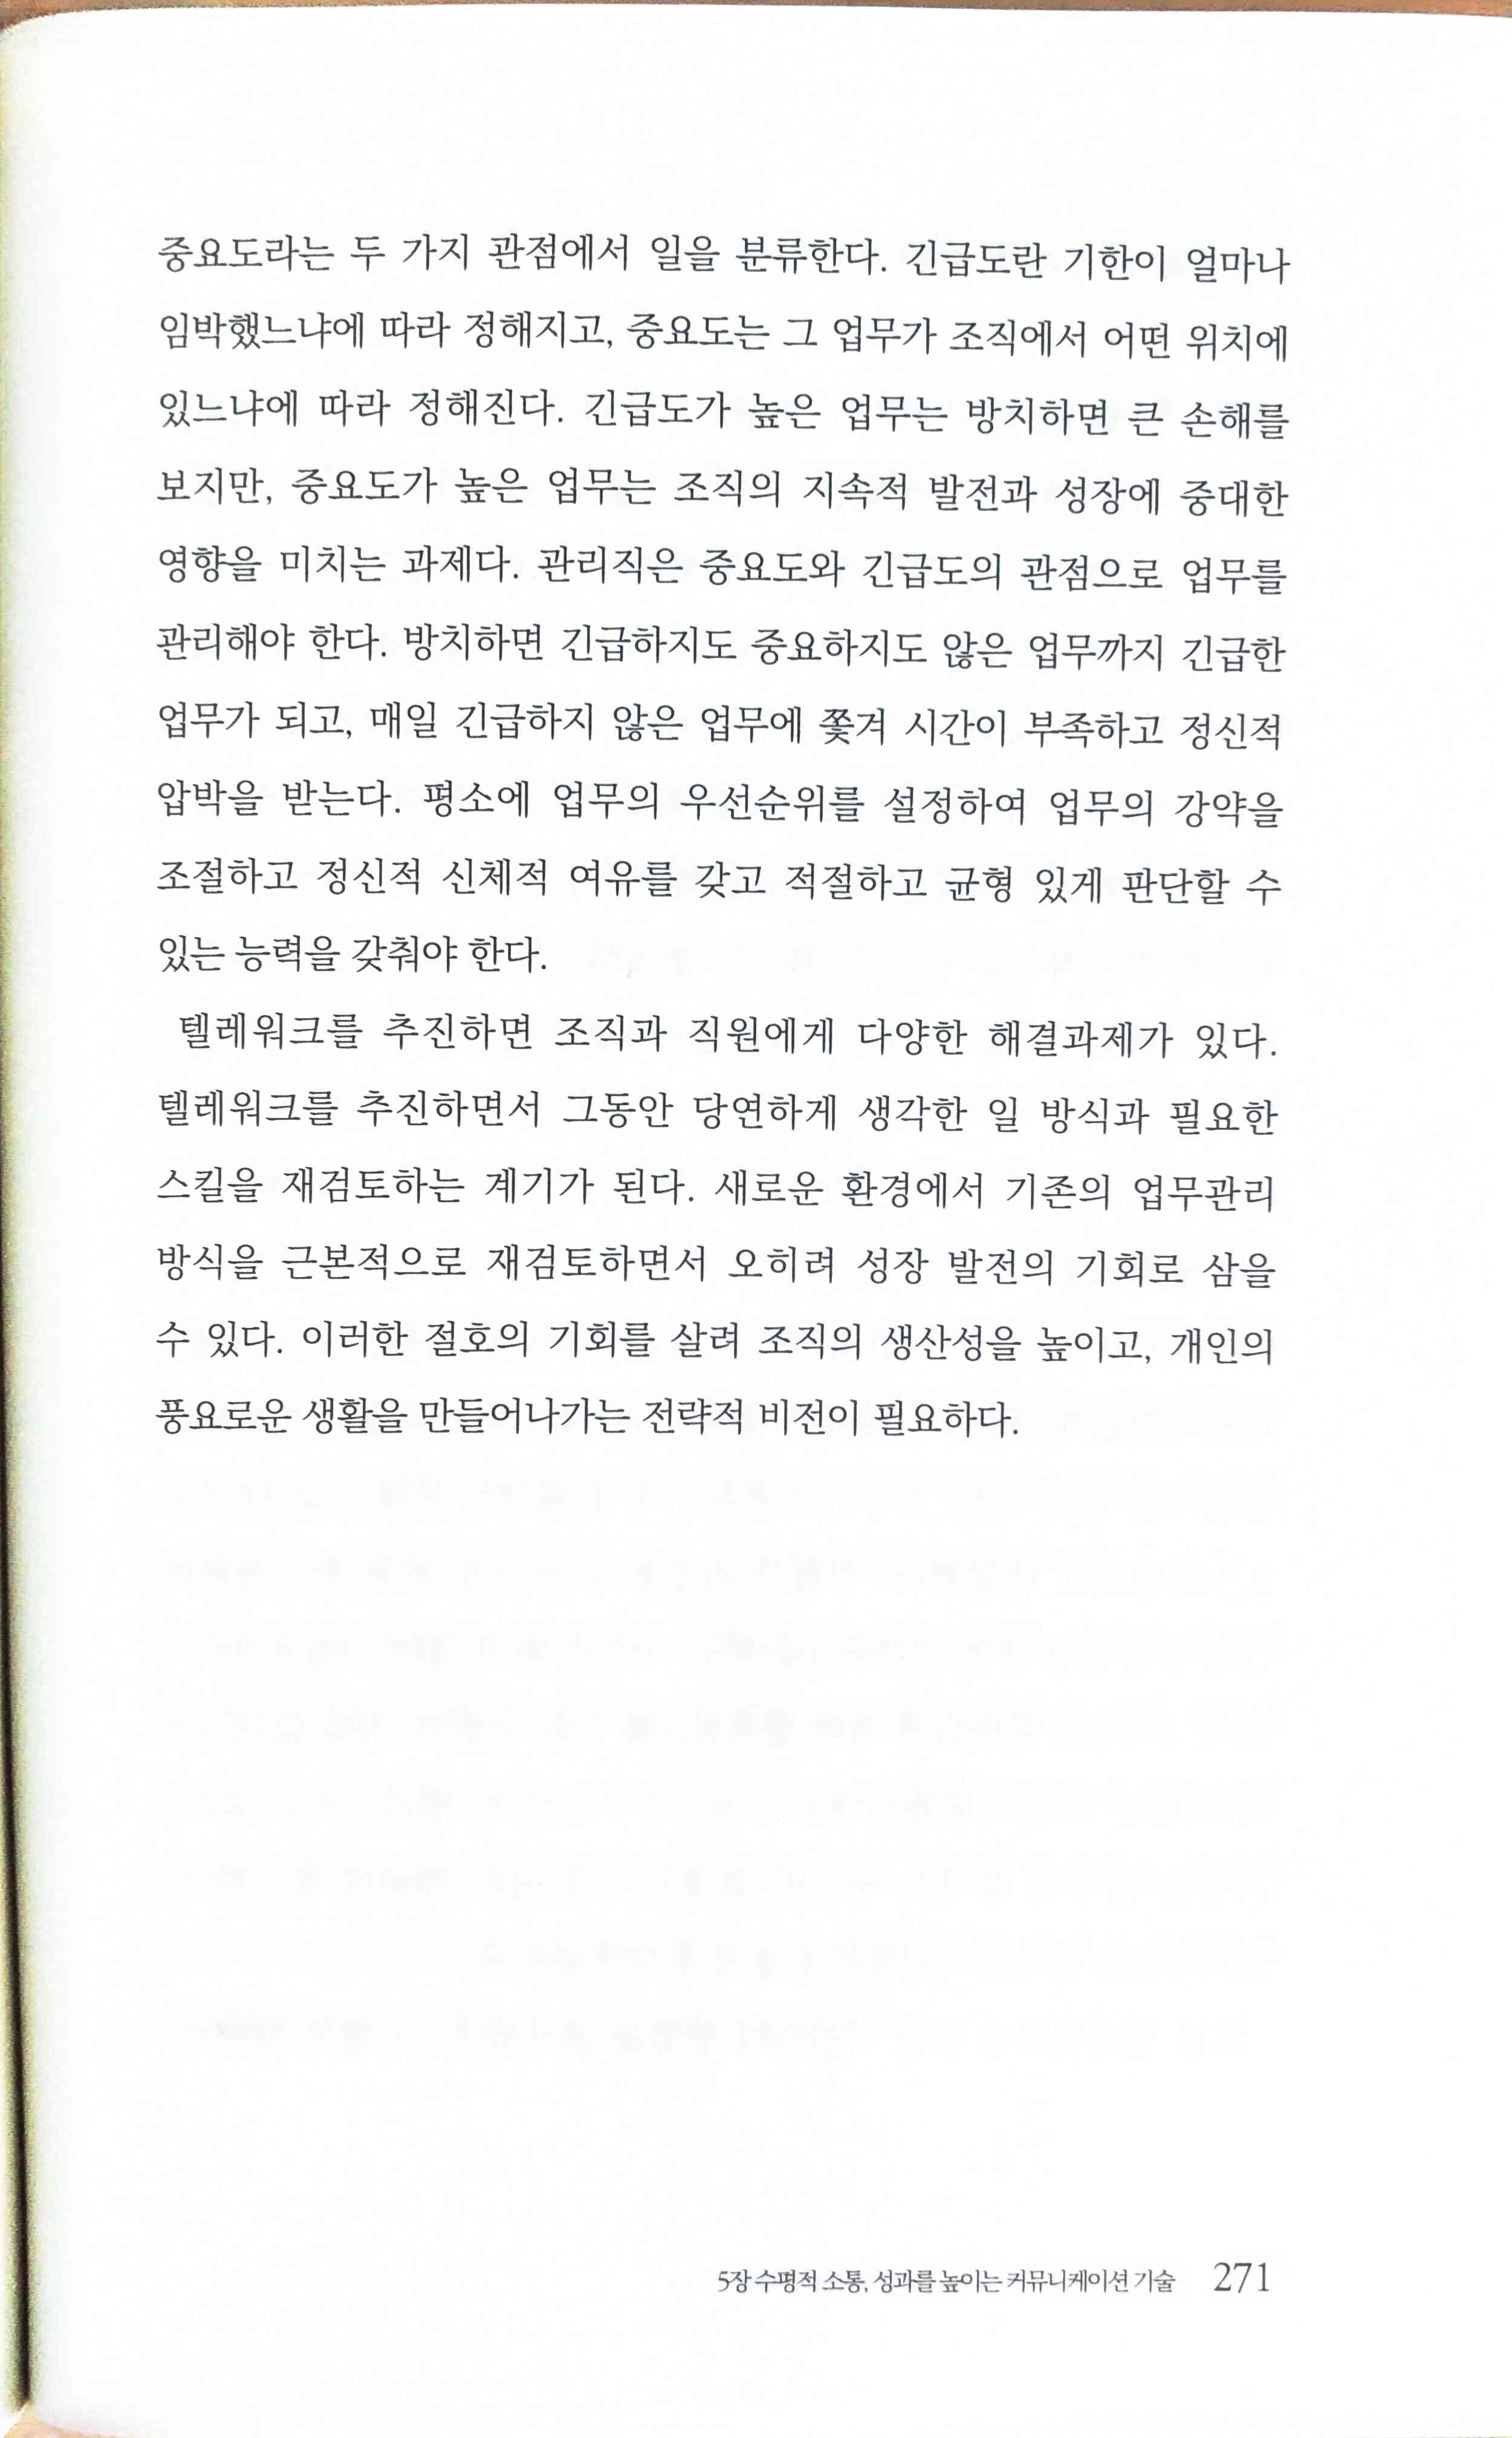 중요도라는 두 가지 관점에서 일을 분류한다. 긴급도란 기한이 얼마나
임박했느냐에 따라 정해지고, 중요도는 그 업무가 조직에서 어떤 위치에
있느냐에 따라 정해진다. 긴급도가 높은 업무는 방치하면 큰 손해를
보지만, 중요도가 높은 업무는 조직의 지속적 발전과 성장에 중대한
영향을 미치는 과제다. 관리직은 중요도와 긴급도의 관점으로 업무를
관리해야 한다. 방치하면 긴급하지도 중요하지도 않은 업무까지 긴급한
업무가 되고, 매일 긴급하지 않은 업무에 쫓겨 시간이 부족하고 정신적
압박을 받는다. 평소에 업무의 우선순위를 설정하여 업무의 강약을
조절하고 정신적 신체적 여유를 갖고 적절하고 균형 있게 판단할 수
있는 능력을 갖춰야 한다.
텔레워크를 추진하면 조직과 직원에게 다양한 해결과제가 있다.
텔레워크를 추진하면서 그동안 당연하게 생각한 일 방식과 필요한
스킬을 재검토하는 계기가 된다. 새로운 환경에서 기존의 업무관리
방식을 근본적으로 재검토하면서 오히려 성장 발전의 기회로 삼을
수 있다. 이러한 절호의 기회를 살려 조직의 생산성을 높이고, 개인의
풍요로운 생활을 만들어나가는 전략적 비전이 필요하다.
5장 수평적 소통, 성과를 높이는 커뮤니케이션 기술 271